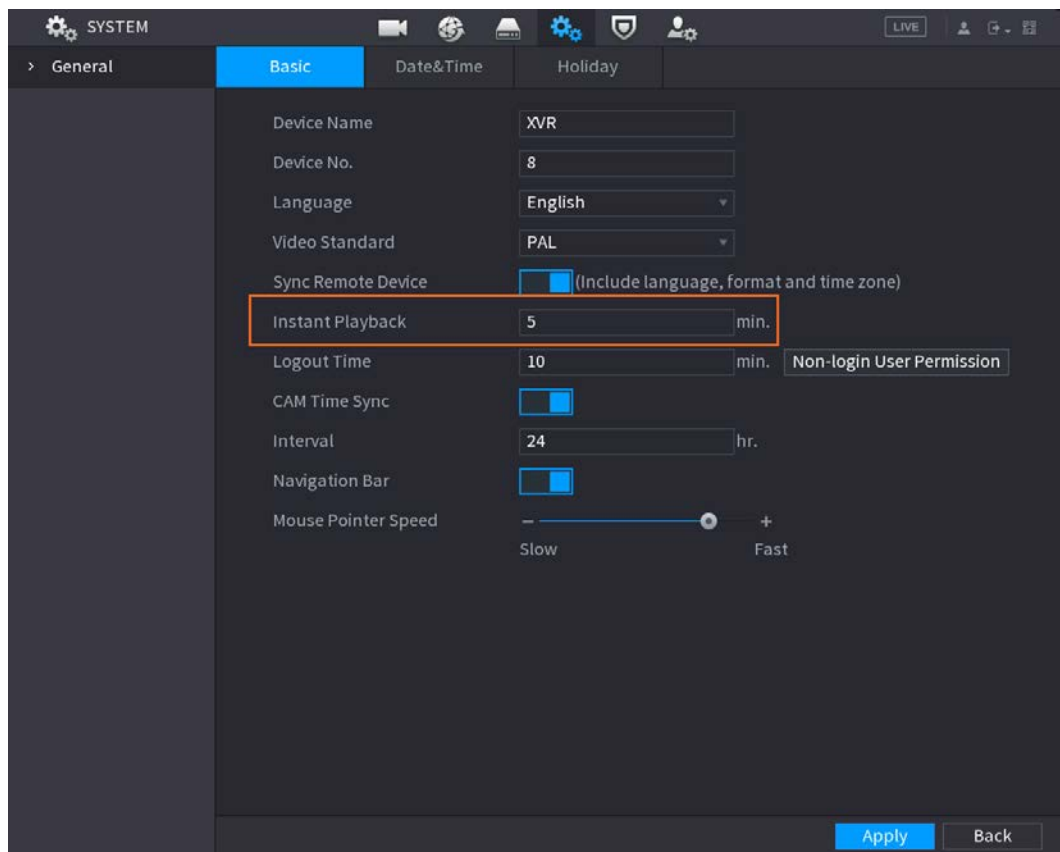 SYSTEM
LIVE
General
Basic Date&Time Holiday
Device Name XVR
Device No. 8
Language English
Video Standard PAL
Sync Remote Device (Include language, format and time zone)
Instant Playback 5 min.
Logout Time 10 min. Non-login User Permission
CAM Time Sync
Interval 24 hr.
Navigation Bar
Mouse Pointer Speed
Slow Fast
Apply Back